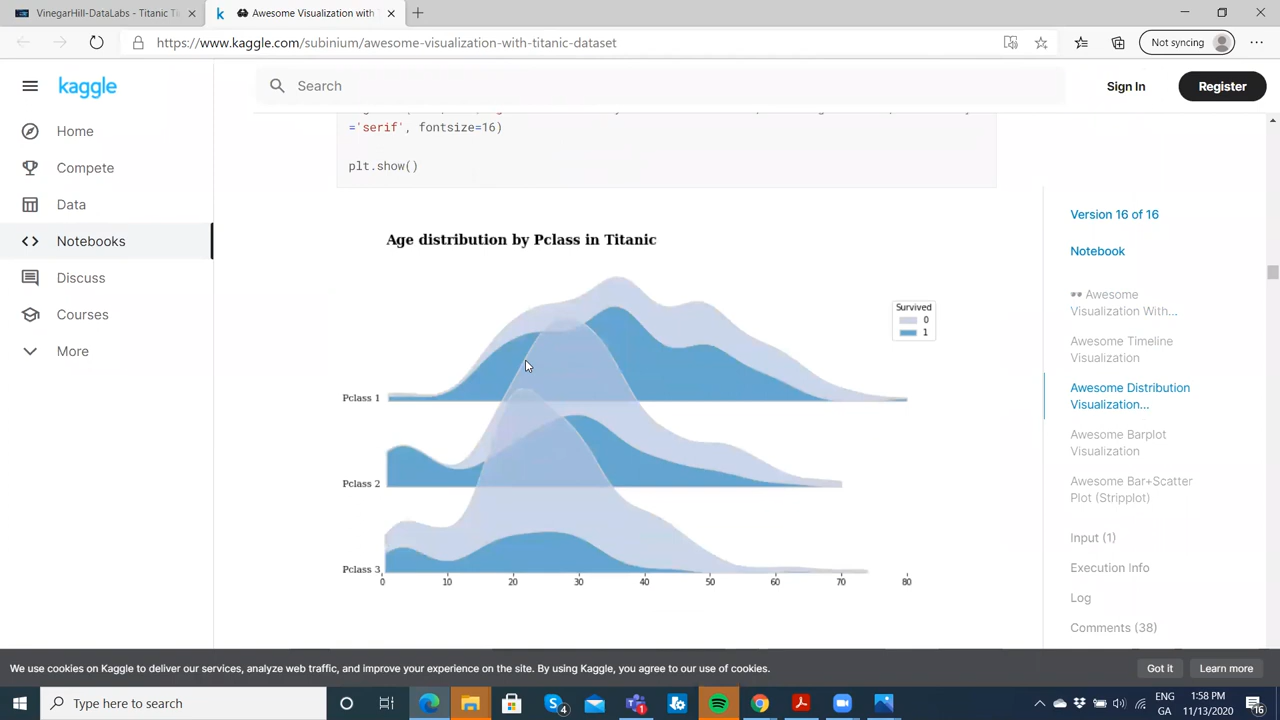 VinegarHill-DataLabs - Titanic Ti
Awesome Visualization with
https://www.kaggle.com/subinium/awesome-visualization-with-titanic-dataset
Not syncing
kaggle
Search
Sign In
Register
Home
Compete
Data
Notebooks
Discuss
Courses
More
='serif', fontsize=16)
plt.show()
Age distribution by Pclass in Titanic
Survived
0
1
Pclass 1
Pclass 2
Pclass 3
0 10 20 30 40 50 60 70 80
Version 16 of 16
Notebook
Awesome
Visualization With...
Awesome Timeline
Visualization
Awesome Distribution
Visualization...
Awesome Barplot
Visualization
Awesome Bar+Scatter
Plot (Stripplot)
Input (1)
Execution Info
Log
Comments (38)
We use cookies on Kaggle to deliver our services, analyze web traffic, and improve your experience on the site. By using Kaggle, you agree to our use of cookies.
Got it
Learn more
Type here to search
4
1
ENG
GA
1:58 PM
11/13/2020
16